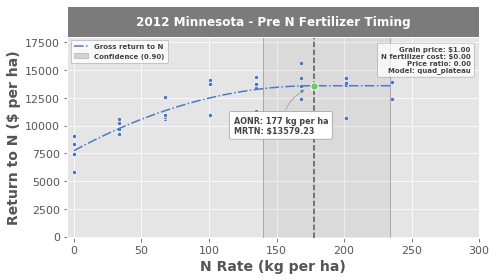 2012 Minnesota - Pre N Fertilizer Timing
Return to N ($ per ha)
17500
15000
12500
10000
7500
5000
2500
0
Gross return to N
Confidence (0.90)
Grain price: $1.00
N fertilizer cost: $0.00
Price ratio: 0.00
Model: quad_plateau
AONR: 177 kg per ha
MRTN: $13579.23
0 50 100 150 200 250 300
N Rate (kg per ha)